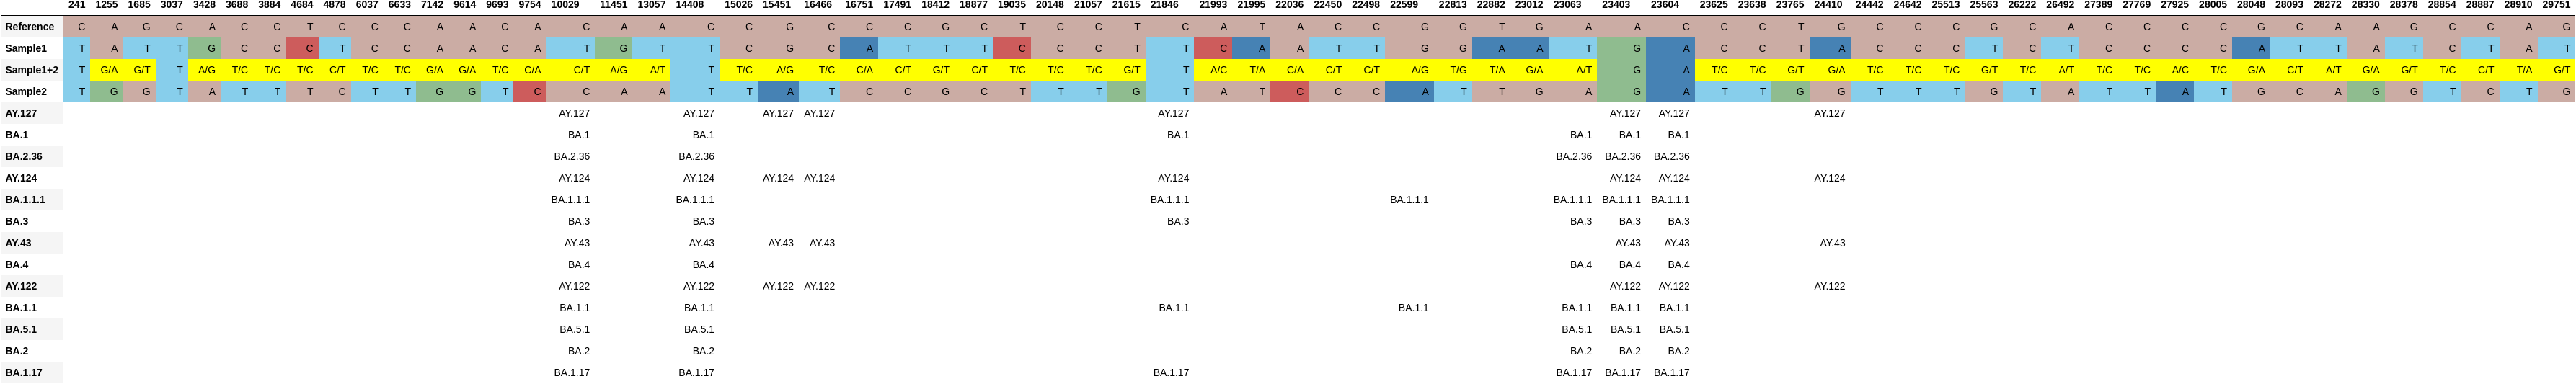 241 1255 1685 3037 3428 3688 3884 4684 4878 6037 6633 7142 9614 9693 9754 10029 11451 13057 14408 15026 15451 16466 16751 17491 18412 18877 19035 20148 21057 21615 21846 21993 21995 22036 22450 22498 22599 22813 22882 23012 23063 23403 23604 23625 23638 23765 24410 24442 24642 25513 25563 26222 26492 27389 27769 27925 28005 28048 28093 28272 28330 28378 28854 28887 28910 29751
Reference C A G C A C C T C C C A A C A C A A C C G C C C G C T C C T C A T A C C G G T G A A C C C T G C C C G C A C C C C G C A A G C C A G
Sample1 T A T T G C C C T C C A A C A T G T T C G C A T T T C C C T T C A A T T G G A A T G A C C T A C C C T C T C C C C A T T A T C T A T
Sample1+2 T G/A G/T T A/G T/C T/C T/C C/T T/C T/C G/A G/A T/C C/A C/T A/G A/T T T/C A/G T/C C/A C/T G/T C/T T/C T/C T/C G/T T A/C T/A C/A C/T C/T A/G T/G T/A G/A A/T G A T/C T/C G/T G/A T/C T/C T/C G/T T/C A/T T/C T/C A/C T/C G/A C/T A/T G/A G/T T/C C/T T/A G/T
Sample2 T G G T A T T T C T T G G T C C A A T T A T C C G C T T T G T A T C C C A T T G A G A T T G G T T T G T A T T A T G C A G G T C T G
AY.127 AY.127 AY.127 AY.127 AY.127 AY.127 AY.127 AY.127 AY.127
BA.1 BA.1 BA.1 BA.1 BA.1 BA.1 BA.1
BA.2.36 BA.2.36 BA.2.36 BA.2.36 BA.2.36 BA.2.36
AY.124 AY.124 AY.124 AY.124 AY.124 AY.124 AY.124 AY.124 AY.124
BA.1.1.1 BA.1.1.1 BA.1.1.1 BA.1.1.1 BA.1.1.1 BA.1.1.1 BA.1.1.1 BA.1.1.1
BA.3 BA.3 BA.3 BA.3 BA.3 BA.3 BA.3
AY.43 AY.43 AY.43 AY.43 AY.43 AY.43 AY.43 AY.43
BA.4 BA.4 BA.4 BA.4 BA.4 BA.4
AY.122 AY.122 AY.122 AY.122 AY.122 AY.122 AY.122 AY.122
BA.1.1 BA.1.1 BA.1.1 BA.1.1 BA.1.1 BA.1.1 BA.1.1 BA.1.1
BA.5.1 BA.5.1 BA.5.1 BA.5.1 BA.5.1 BA.5.1
BA.2 BA.2 BA.2 BA.2 BA.2 BA.2
BA.1.17 BA.1.17 BA.1.17 BA.1.17 BA.1.17 BA.1.17 BA.1.17